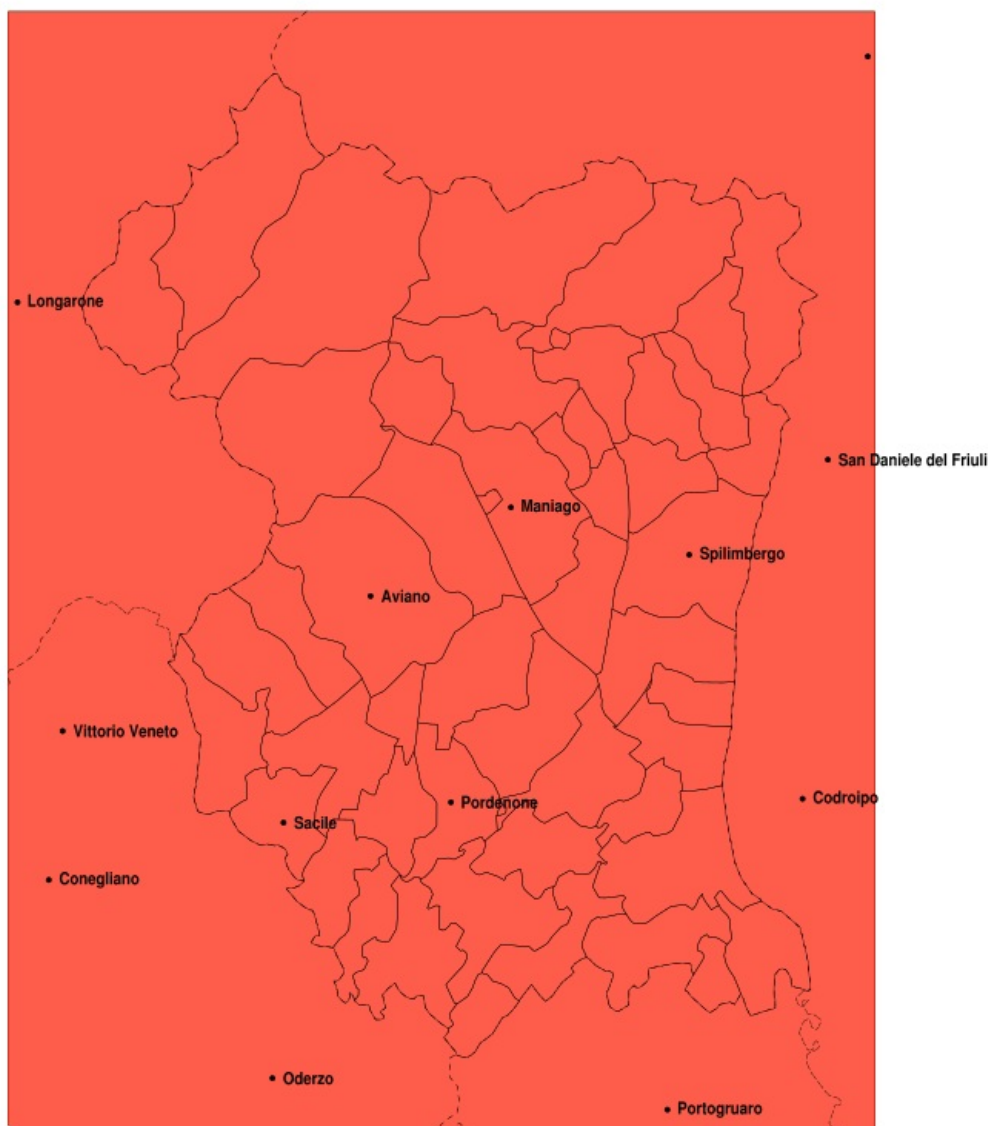 Longarone
San Daniele del Friuli
Maniago
Spilimbergo
Aviano
Vittorio Veneto
Pordenone
Codroipo
Sacile
Conegliano
Oderzo
Portogruaro